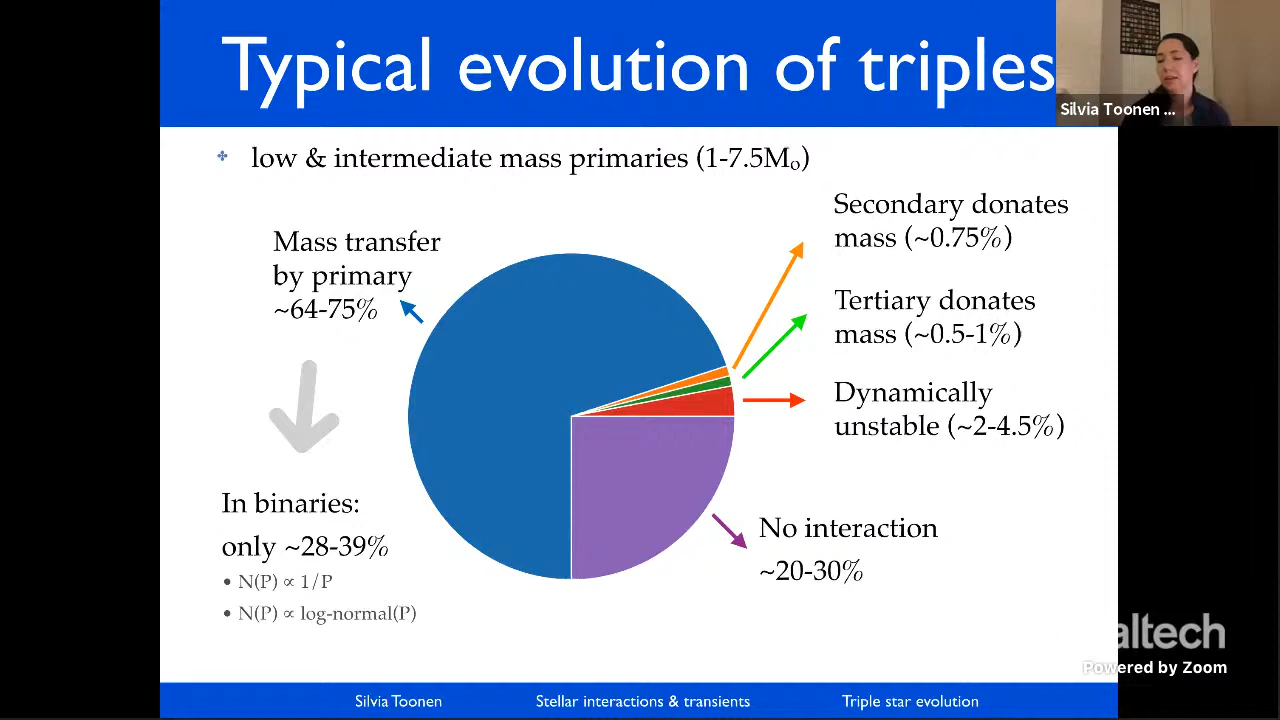 Typical evolution of triples
Silvia Toonen ...
low & intermediate mass primaries (1-7.5Mₒ)
Mass transfer
by primary
~64-75%
Secondary donates
mass (~0.75%)
Tertiary donates
mass (~0.5-1%)
Dynamically
unstable (~2-4.5%)
In binaries:
only ~28-39%
• N(P) ∝ 1/P
• N(P) ∝ log-normal(P)
No interaction
~20-30%
altech
Powered by Zoom
Silvia Toonen
Stellar interactions & transients
Triple star evolution